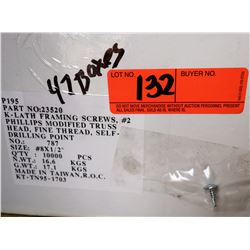 47 BOXES
LOT NO. 132
DO NOT MOVE MERCHANDISE WITHOUT AUCTION PERSONNEL PRESENT
ALL SALES FINAL. SOLD AS IS, WHERE IS.
P195
PART NO:23520
K-LATH FRAMING SCREWS, #2
PHILLIPS MODIFIED TRUSS
HEAD, FINE THREAD, SELF-
DRILLING POINT
NO.: 787
SIZE: #8X1/2"
Q'TY : 10000 PCS
N.W.: 16.6 KGS
G.W.: 17.1 KGS
MADE IN TAIWAN,R.O.C.
KT-TN95-1703